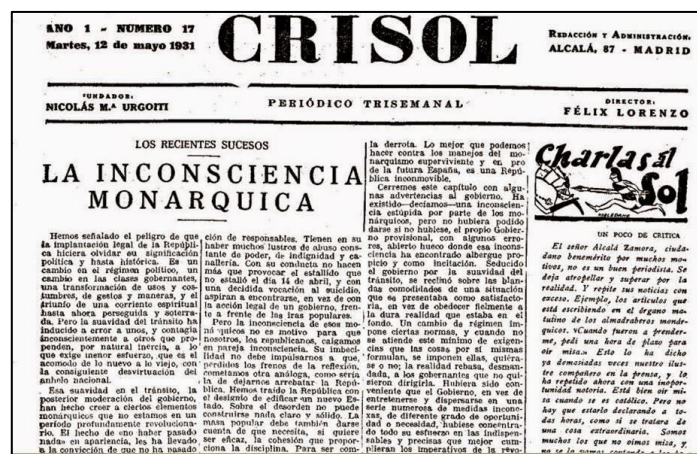 AÑO 1 - NUMERO 17
Martes, 12 de mayo 1931
CRISOL
REDACCIÓN Y ADMINISTRACIÓN:
ALCALÁ, 87 - MADRID
FUNDADOR:
NICOLÁS M.ª URGOITI
PERIÓDICO TRISEMANAL
DIRECTOR:
FÉLIX LORENZO
LOS RECIENTES SUCESOS
LA INCONSCIENCIA
MONARQUICA
Hemos señalado el peligro de que
la implantación legal de la Repúbli-
ca hiciera olvidar su significación
política y hasta histórica. Es un
cambio en el régimen político, un
cambio en las clases gobernantes,
una transformación de usos y cos-
tumbres, de gestos y maneras, y el
triunfo de una corriente espiritual
hasta ahora perseguida y soterra-
da. Pero la suavidad del tránsito ha
inducido a error a unos, y contagia
inconscientemente a otros que pro-
penden, por natural inercia, a lo
que exige menor esfuerzo, que es el
acomodo de lo nuevo a lo viejo, con
la consiguiente desvirtuación del
anhelo nacional.
Esa suavidad en el tránsito, la
posterior moderación del gobierno,
han hecho creer a ciertos elementos
monárquicos que no estamos en un
período profundamente revoluciona-
rio. El hecho de «no haber pasado
nada» en apariencia, les ha llevado
a la convicción de que no ha pasado
ción de responsables. Tienen en su
haber muchos lustros de abuso cons-
tante de poder, de indignidad y ca-
nallería. Con su conducta no hacen
más que provocar el estallido que
no estalló el día 14 de abril, y con
una decidida vocación al suicidio,
aspiran a encontrarse, en vez de con
la acción legal de un gobierno, fren-
te a frente de las iras populares.
Pero la inconsciencia de esos mo-
nárquicos no es motivo para que
nosotros, los republicanos, caigamos
en pareja inconsciencia. Su imbeci-
lidad no debe impulsarnos a que,
perdidos los frenos de la reflexión,
cometamos otra análoga, como sería
la de dejarnos arrebatar la Repú-
blica. Hemos traído la República con
el designio de edificar un nuevo Es-
tado. Sobre el desorden no puede
construirse nada claro y sólido. La
masa popular debe también darse
cuenta de que necesita, si quiere
ser eficaz, la cohesión que propor-
ciona la disciplina. Para ser com-
la derrota. Lo mejor que podemos
hacer contra los manejos del mo-
narquismo superviviente y en pro
de la futura España, es una Repú-
blica inconmovible.
Cerremos este capítulo con algu-
nas advertencias al gobierno. Ha
existido—decíamos—una inconscien-
cia estúpida por parte de los mo-
nárquicos, pero no hubiera podido
darse si no hubiese, el propio Gobier-
no provisional, con algunos erro-
res, abierto hueco donde esa incons-
ciencia ha encontrado albergue pro-
picio y como incitación. Seducido
el gobierno por la suavidad del
tránsito, se reclinó sobre las blan-
das comodidades de una situación
que se presentaba como satisfacto-
ria, en vez de obedecer fielmente a
la dura realidad que estaba en el
fondo. Un cambio de régimen im-
pone ciertas normas, y cuando no
se atiende este mínimo de exigen-
cias que las cosas por sí mismas
formulan, se imponen ellas, quiéra-
se o no; la realidad rebasa, desman-
dada, a los gobernantes que no qui-
sieron dirigirla. Hubiera sido con-
veniente que el Gobierno, en vez de
entretenerse y dispersarse en una
serie numerosa de medidas incone-
xas, de diferente grado de oportuni-
dad o necesidad, hubiese concentra-
do todo su esfuerzo en las indispen-
sables y precisas que mejor cum-
plieran los imperativos de la revo-
Charlas al
Sol
UN POCO DE CRITICA
El señor Alcalá Zamora, ciuda-
dano benemérito por muchos mo-
tivos, no es un buen periodista. Se
deja atropellar y superar por la
realidad. Y repite sus noticias con
exceso. Ejemplo, los artículos que
está escribiendo en el órgano ma-
tutino de los almadraberos monár-
quicos. «Cuando fueron a prender-
me, pedí una hora de plazo para
oir misa.» Esto lo ha dicho
ya demasiadas veces nuestro ilus-
tre compañero en la prensa, y lo
ha repetido ahora con una inopor-
tunidad notoria. Está bien oir mi-
sa cuando se es católico. Pero no
hay que estarlo declarando a to-
das horas, como si se tratara de
una cosa extraordinaria. Somos
muchos los que no oimos misa, y